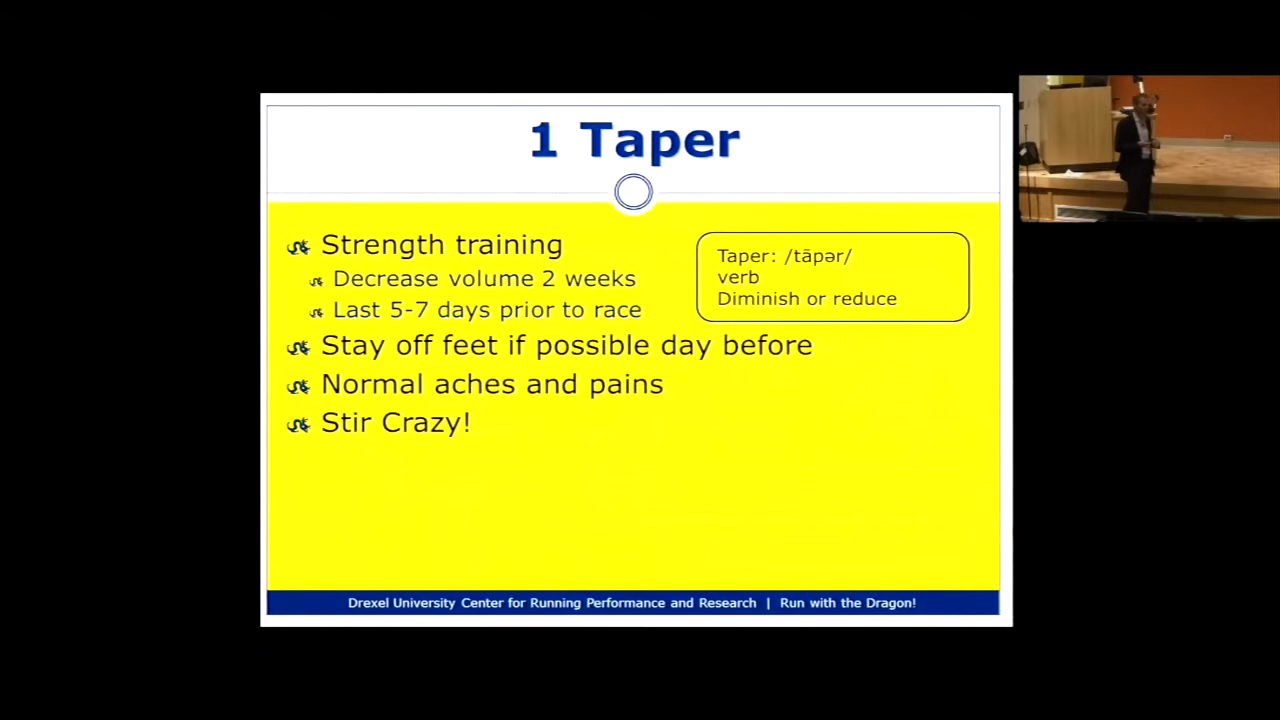 1 Taper
Strength training
Decrease volume 2 weeks
Last 5-7 days prior to race
Stay off feet if possible day before
Normal aches and pains
Stir Crazy!
Taper: /tāpər/
verb
Diminish or reduce
Drexel University Center for Running Performance and Research | Run with the Dragon!